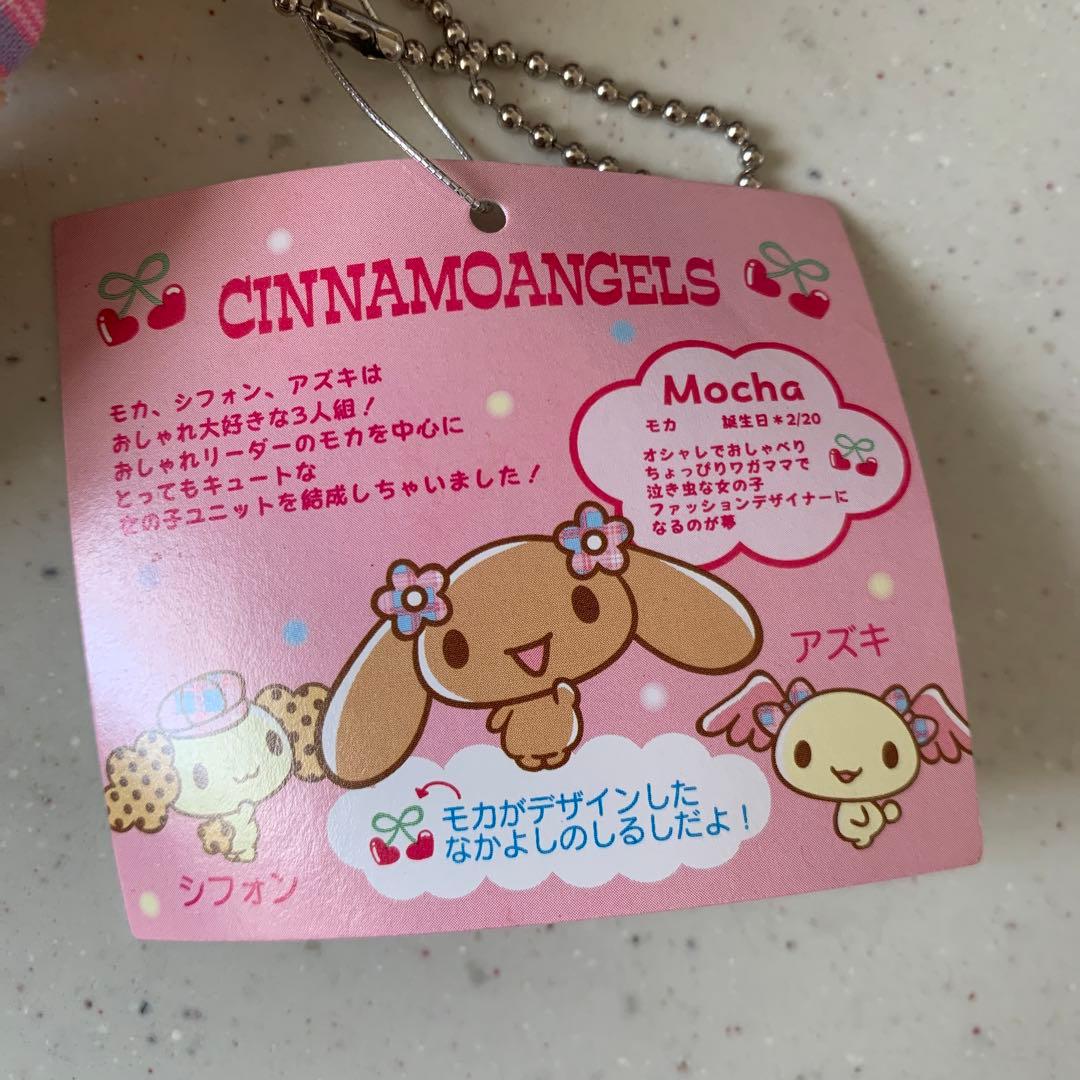 CINNAMOANGELS
モカ、シフォン、アズキは
おしゃれ大好きな3人組！
おしゃれリーダーのモカを中心に
とってもキュートな
女の子ユニットを結成しちゃいました！
Mocha
モカ 誕生日＊2/20
オシャレでおしゃべり
ちょっぴりワガママで
泣き虫な女の子
ファッションデザイナーに
なるのが夢
アズキ
モカがデザインした
なかよしのしるしだよ！
シフォン